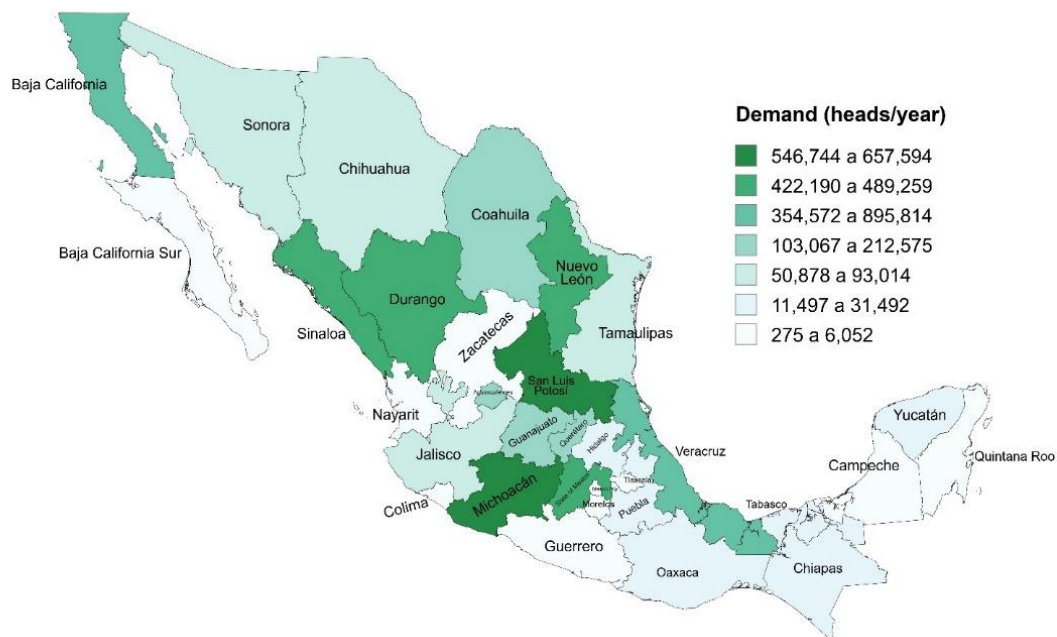 Demand (heads/year)
546,744 a 657,594
422,190 a 489,259
354,572 a 895,814
103,067 a 212,575
50,878 a 93,014
11,497 a 31,492
275 a 6,052
Baja California
Sonora
Chihuahua
Coahuila
Baja California Sur
Nuevo
León
Durango
Sinaloa
Tamaulipas
Zacatecas
San Luis
Potosí
Nayarit
Guanajuato
Querétaro
Hidalgo
Jalisco
Veracruz
Yucatán
Quintana Roo
Campeche
Michoacán
State of Mexico
Tlaxcala
Colima
Morelos
Puebla
Tabasco
Guerrero
Oaxaca
Chiapas